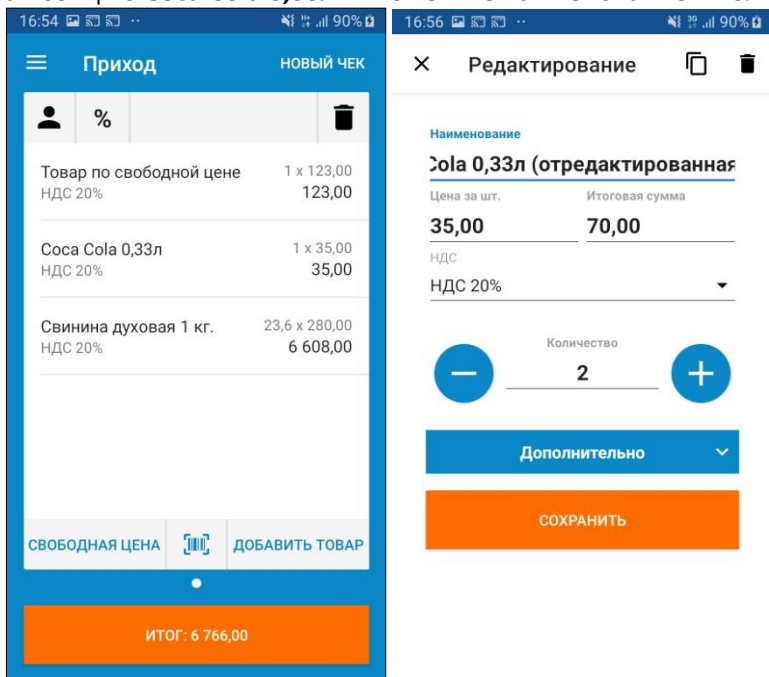 16:54
90%
Приход
НОВЫЙ ЧЕК
%
Товар по свободной цене
1 x 123,00
НДС 20%
123,00
Coca Cola 0,33л
1 x 35,00
НДС 20%
35,00
Свинина духовая 1 кг.
23,6 x 280,00
НДС 20%
6 608,00
СВОБОДНАЯ ЦЕНА
ДОБАВИТЬ ТОВАР
ИТОГ: 6 766,00
16:56
90%
Редактирование
Наименование
Cola 0,33л (отредактированная
Цена за шт.
Итоговая сумма
35,00
70,00
НДС
НДС 20%
Количество
2
Дополнительно
СОХРАНИТЬ